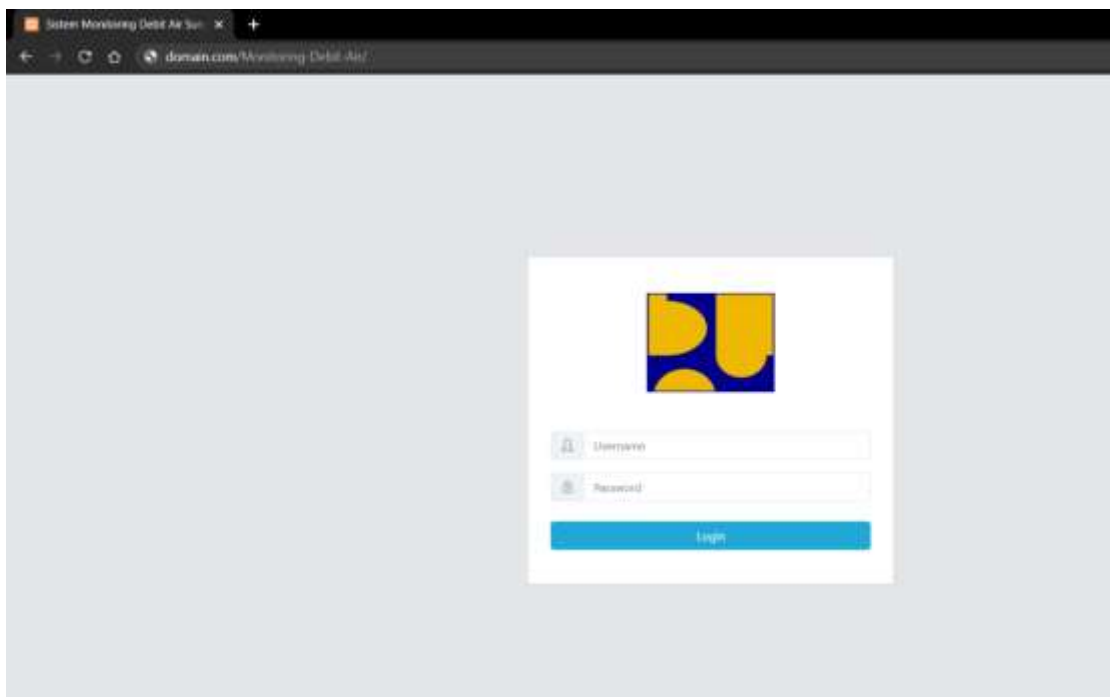 Sistem Monitoring Debit Air Sun
domain.com/Monitoring-Debit-Air/
Username
Password
Login